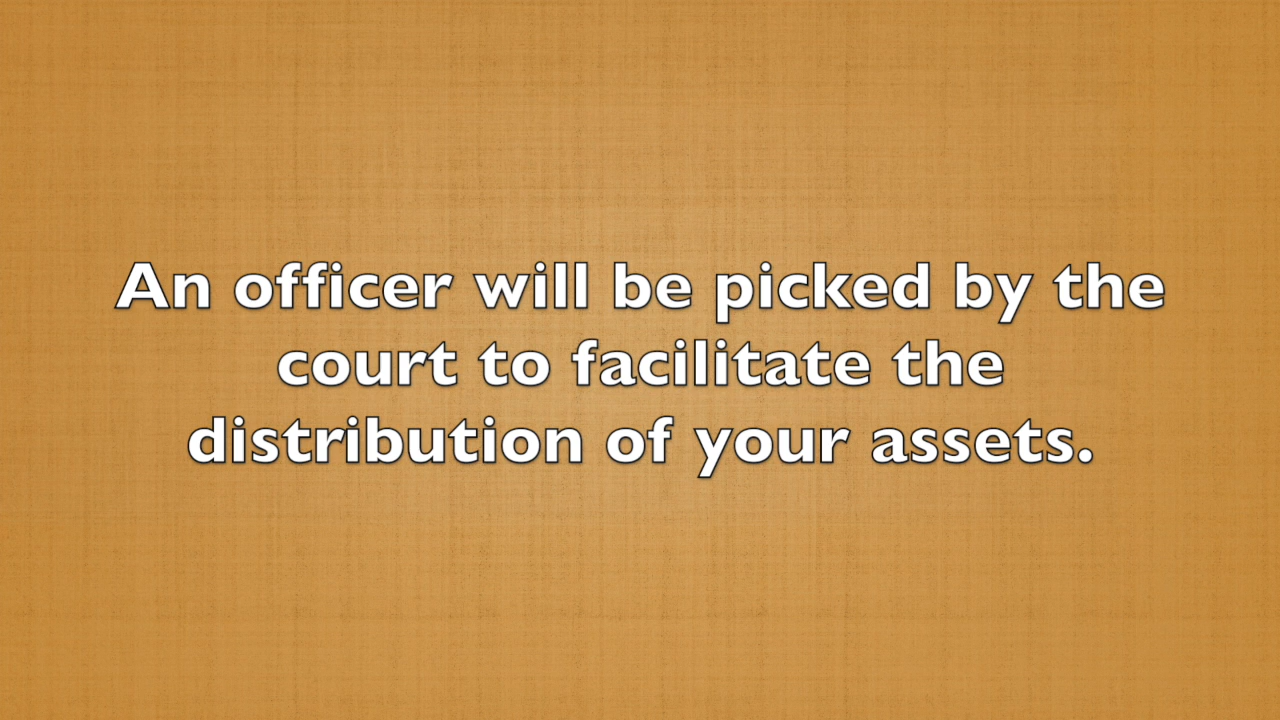 An officer will be picked by the
court to facilitate the
distribution of your assets.